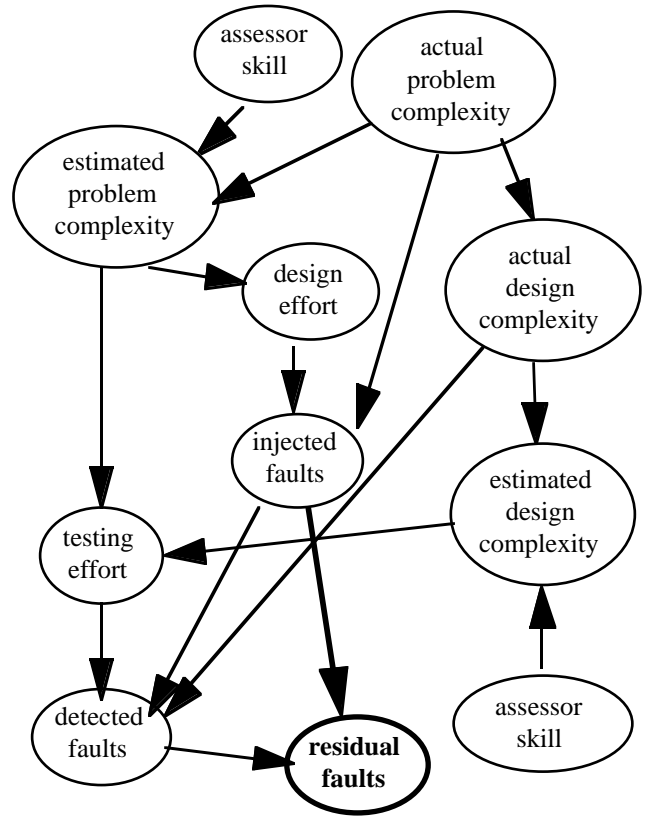 assessor
skill
actual
problem
complexity
estimated
problem
complexity
design
effort
actual
design
complexity
injected
faults
estimated
design
complexity
testing
effort
detected
faults
residual
faults
assessor
skill